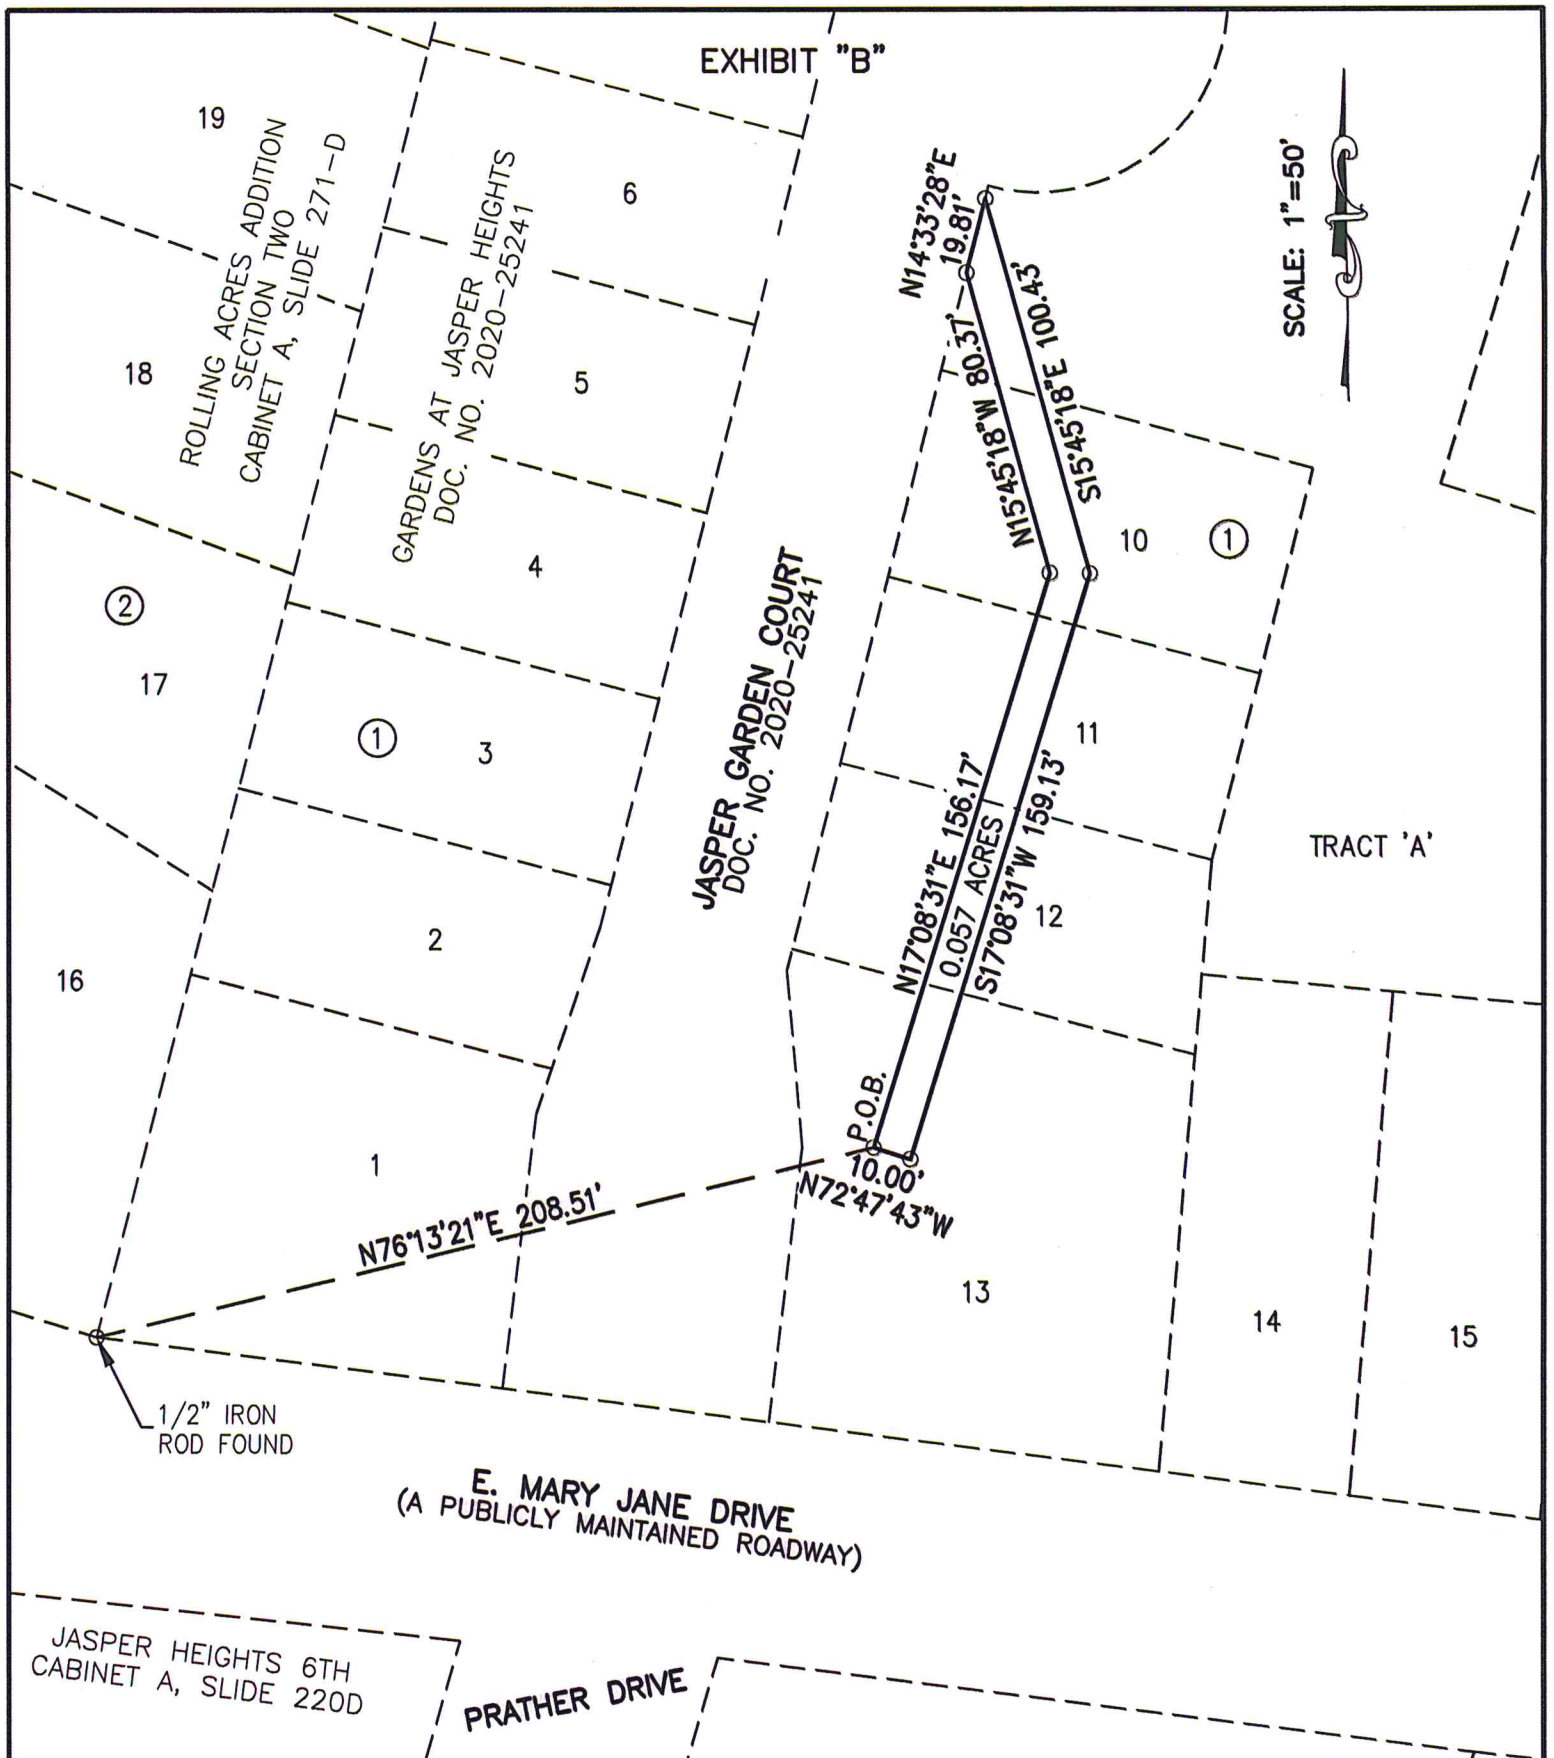 EXHIBIT "B"
19
ROLLING ACRES ADDITION
SECTION TWO
CABINET A, SLIDE 271-D
6
GARDENS AT JASPER HEIGHTS
DOC. NO. 2020-25241
N14°33'28"E
19.81'
SCALE: 1"=50'
18
5
N15°45'18"W 80.37'
S15°45'18"E 100.43'
10
1
4
2
17
JASPER GARDEN COURT
DOC. NO. 2020-25241
1
3
11
N17°08'31"E 156.17'
0.057 ACRES
S17°08'31"W 159.13'
TRACT 'A'
12
2
16
P.O.B.
10.00'
N72°47'43"W
1
N76°13'21"E 208.51'
13
14
15
1/2" IRON
ROD FOUND
E. MARY JANE DRIVE
(A PUBLICLY MAINTAINED ROADWAY)
JASPER HEIGHTS 6TH
CABINET A, SLIDE 220D
PRATHER DRIVE